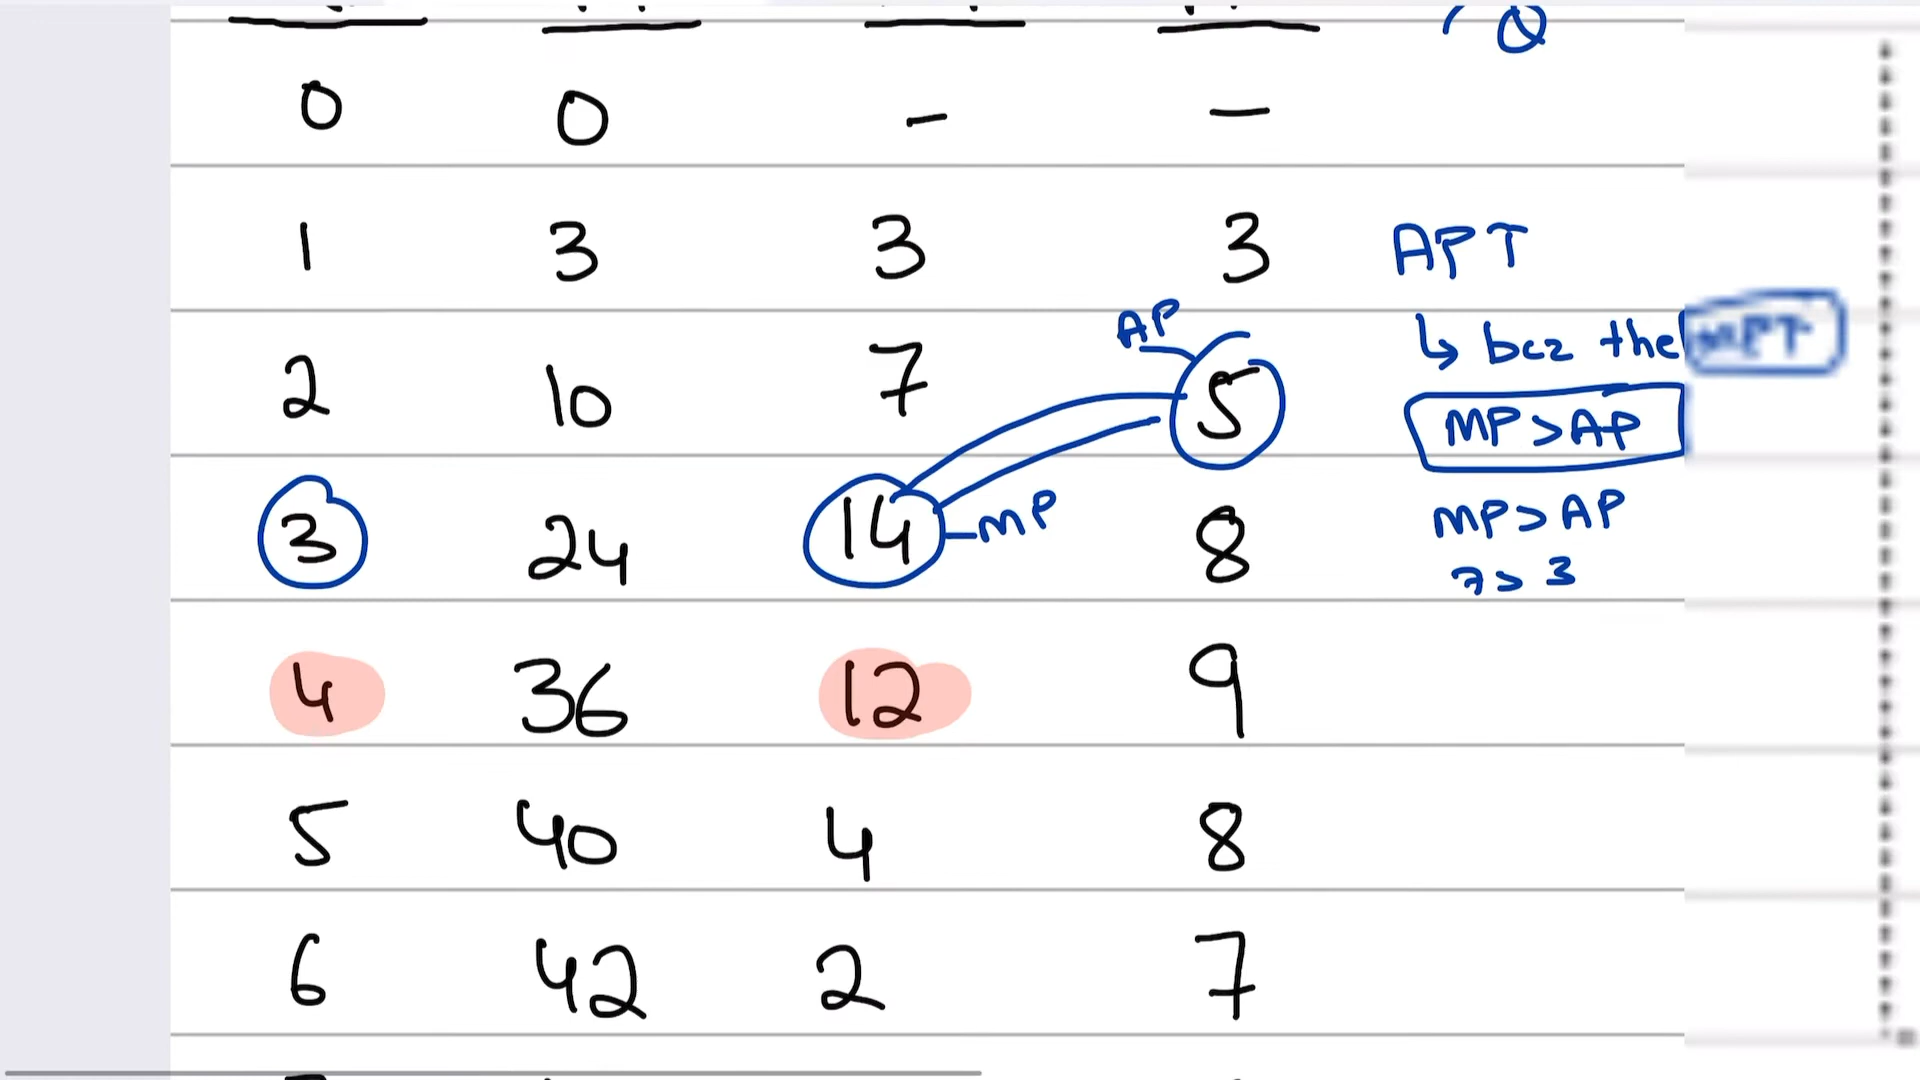 Q
0 0 - -
1 3 3 3 APT ↑
AP
2 10 7 5 ↳ bcz the MPT
MP > AP
3 24 14 MP 8 MP > AP
7 > 3
4 36 12 9
5 40 4 8
6 42 2 7